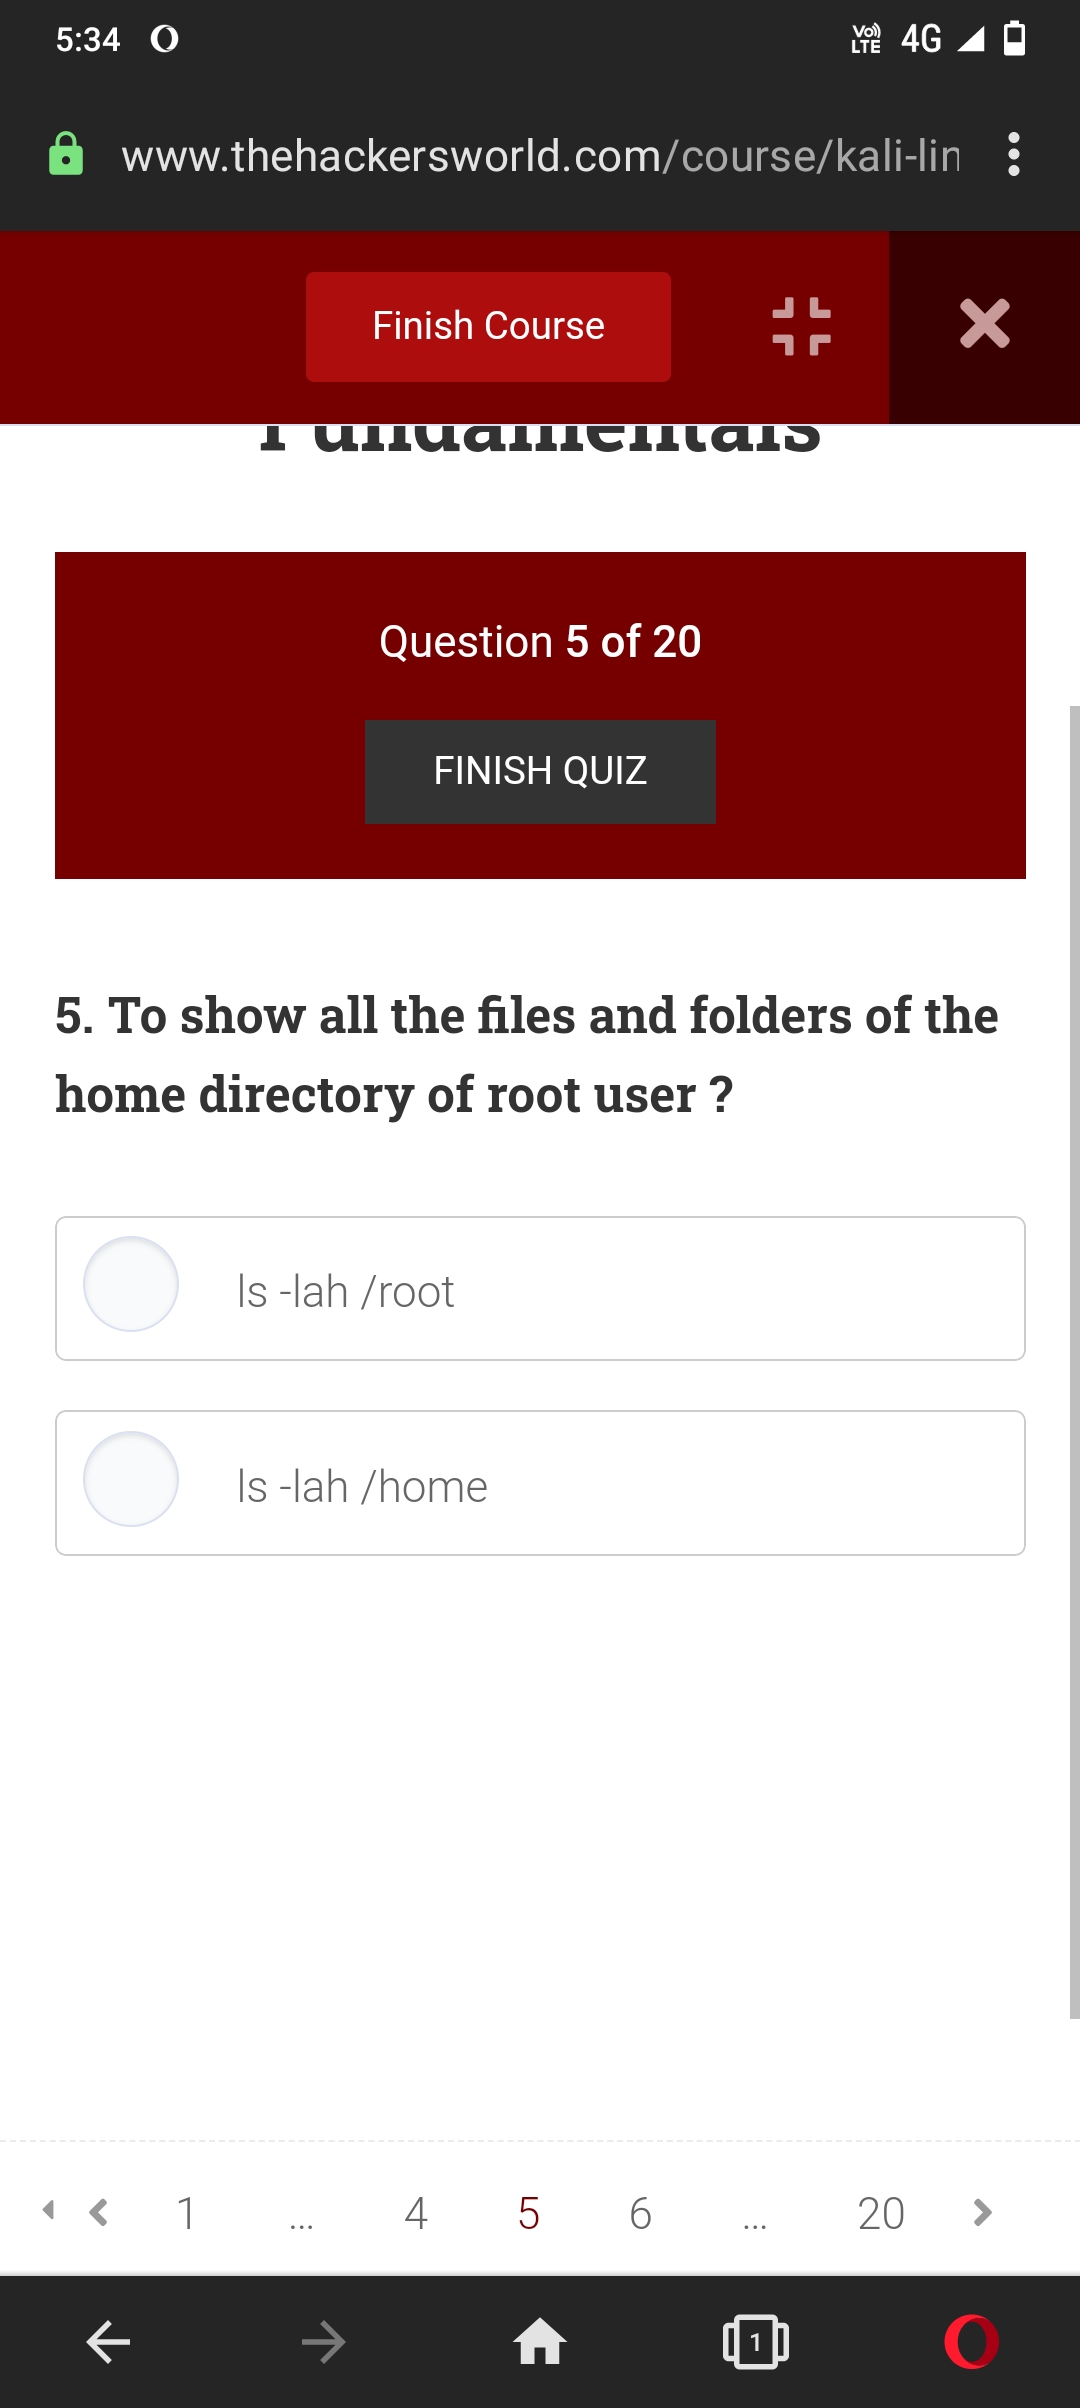 5:34
Vo)) LTE 4G
www.thehackersworld.com/course/kali-lin
Finish Course
Fundamentals
Question 5 of 20
FINISH QUIZ
5. To show all the files and folders of the
home directory of root user ?
ls -lah /root
ls -lah /home
1 ... 4 5 6 ... 20
1